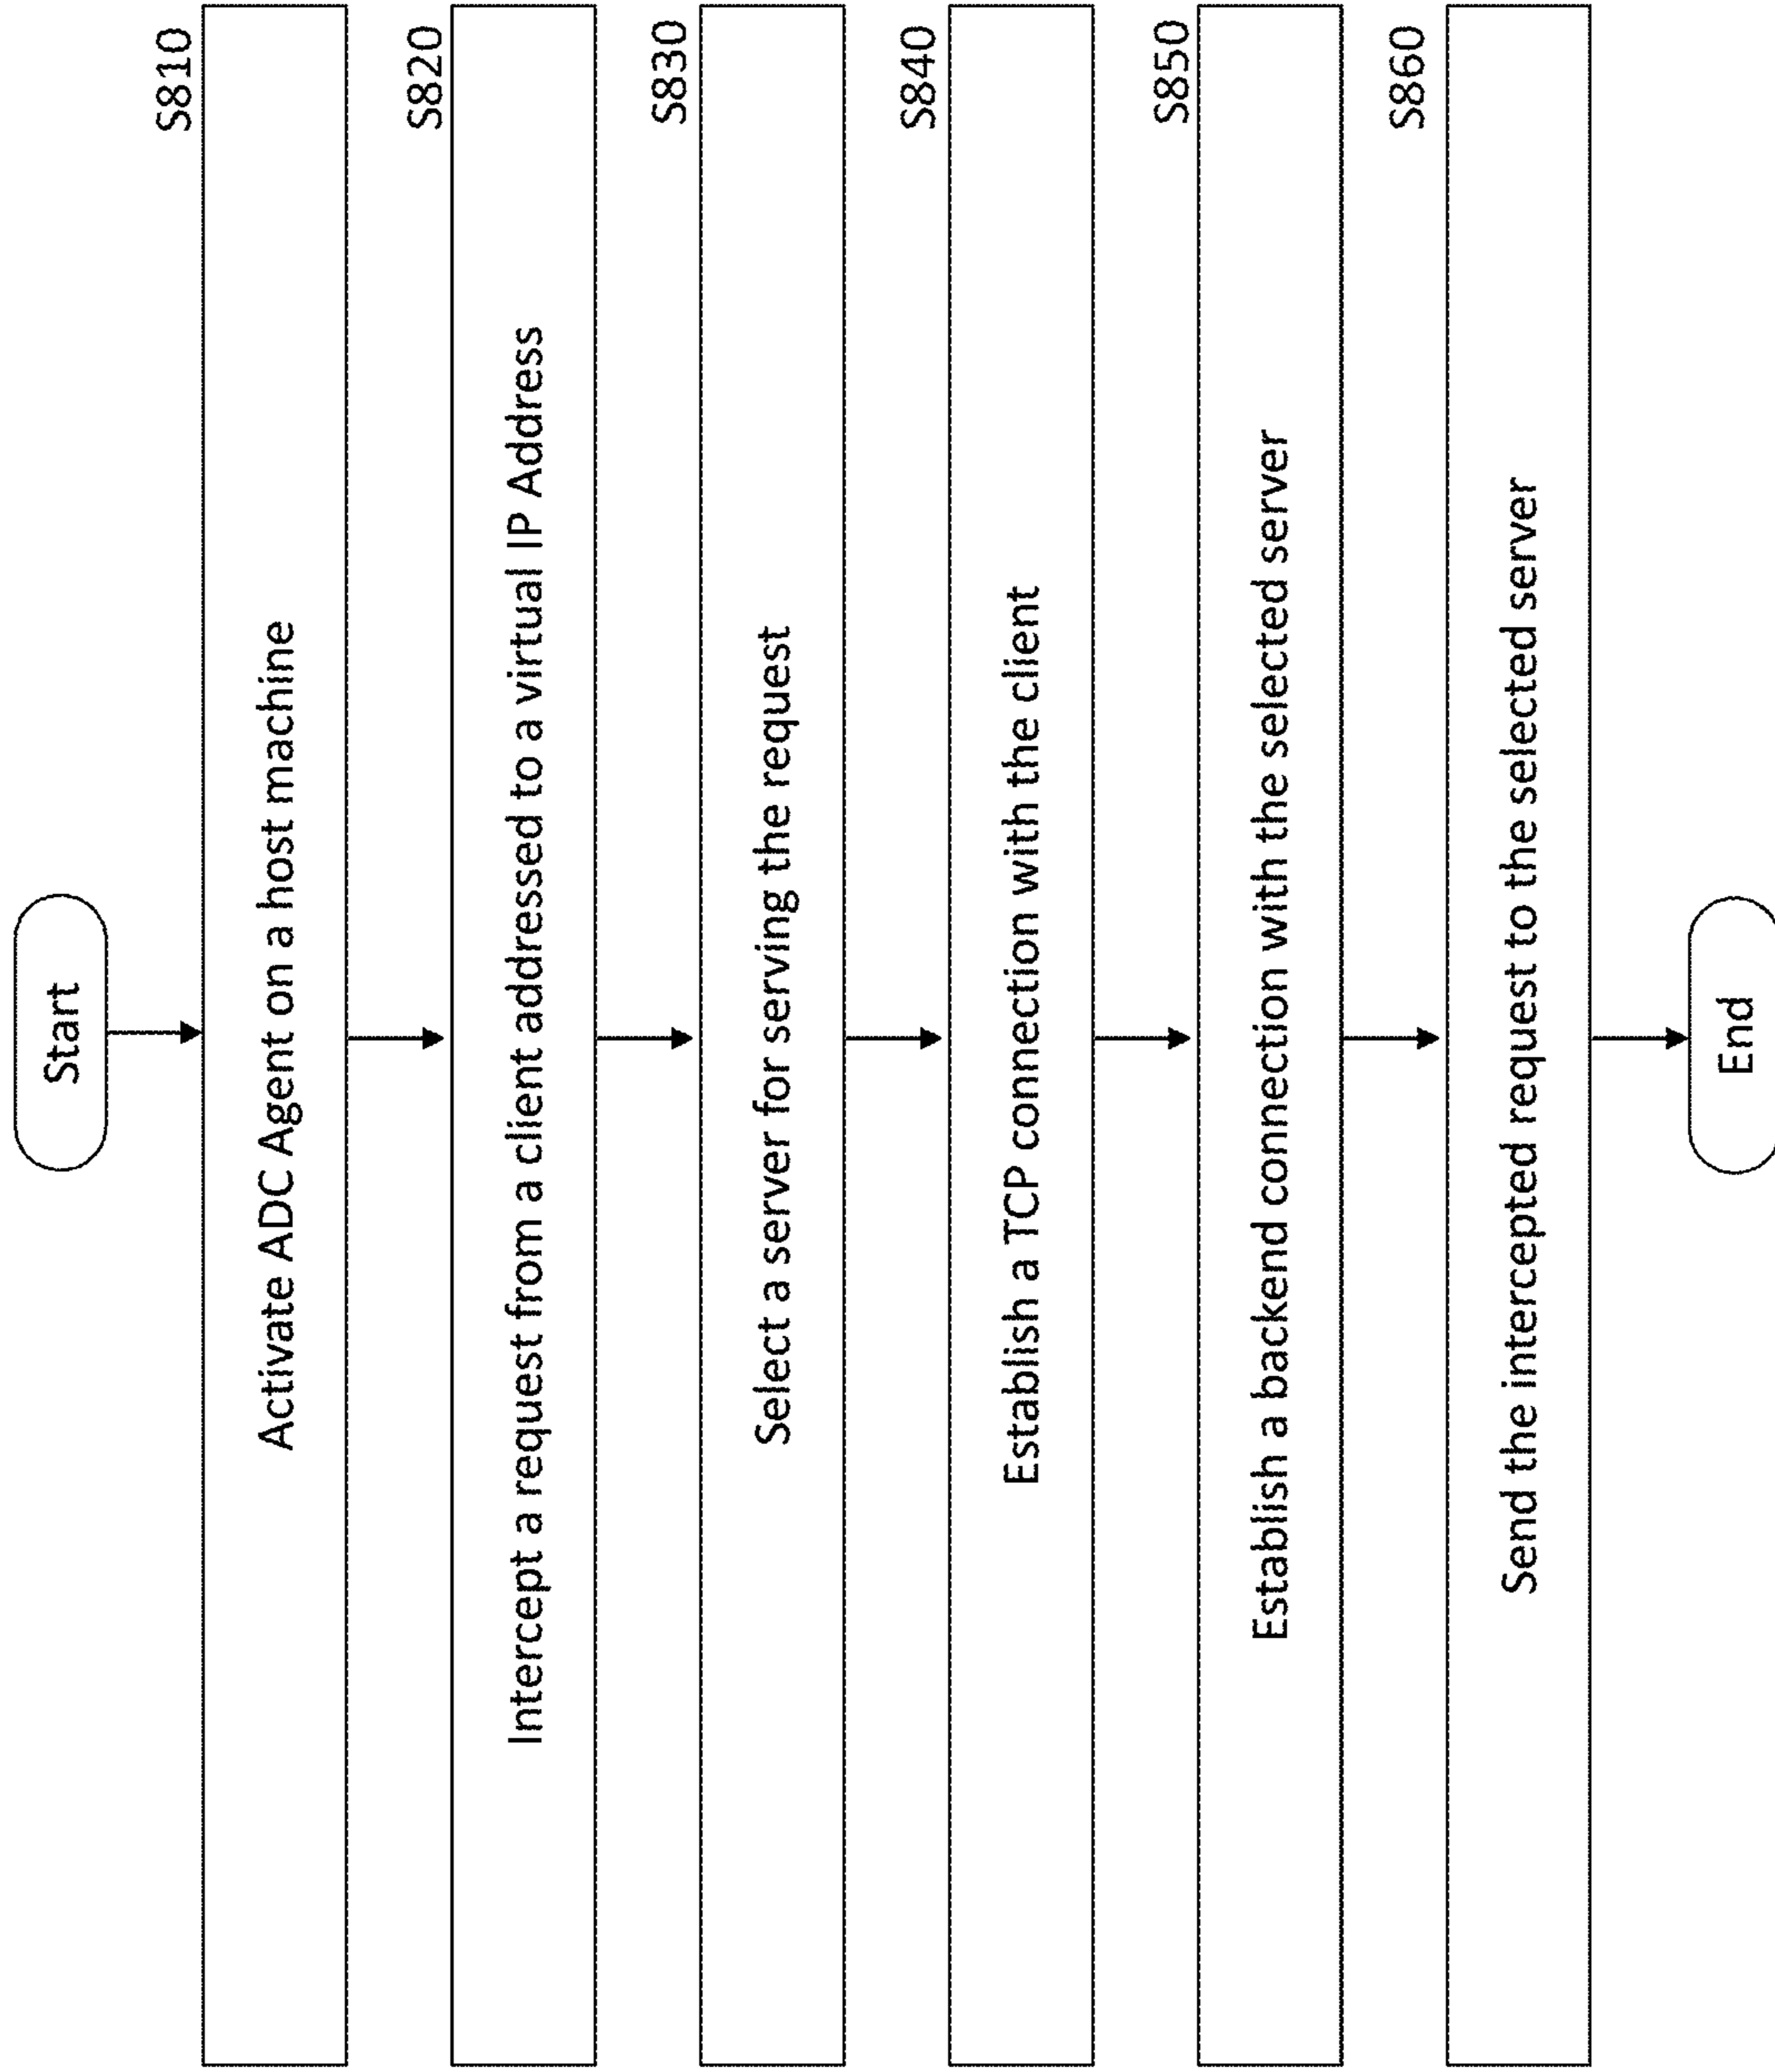 Start
S810
Activate ADC Agent on a host machine
S820
Intercept a request from a client addressed to a virtual IP Address
S830
Select a server for serving the request
S840
Establish a TCP connection with the client
S850
Establish a backend connection with the selected server
S860
Send the intercepted request to the selected server
End